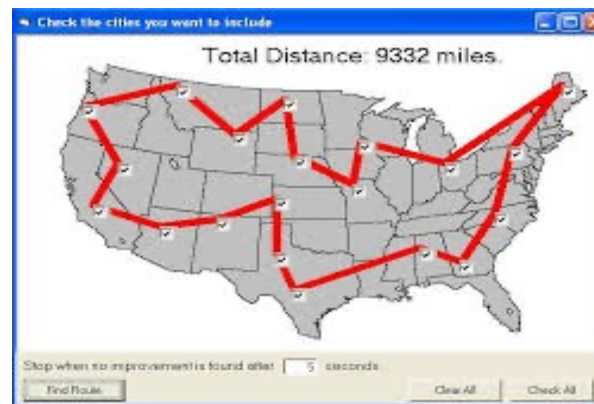 Check the cities you want to include
Total Distance: 9332 miles.
Stop when no improvement is found after 5 seconds
Find Route Clear All Check All